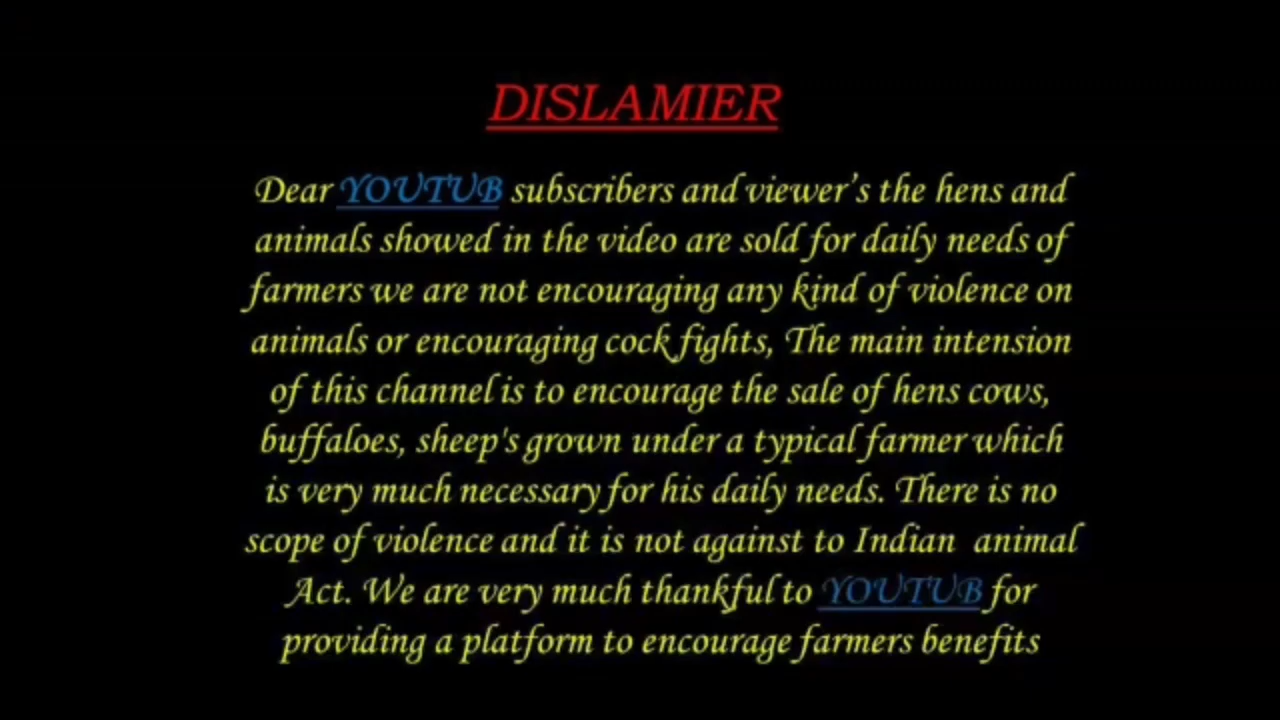 DISLAMIER
Dear YOUTUB subscribers and viewer’s the hens and
animals showed in the video are sold for daily needs of
farmers we are not encouraging any kind of violence on
animals or encouraging cock fights, The main intension
of this channel is to encourage the sale of hens cows,
buffaloes, sheep's grown under a typical farmer which
is very much necessary for his daily needs. There is no
scope of violence and it is not against to Indian  animal
Act. We are very much thankful to YOUTUB for
providing a platform to encourage farmers benefits